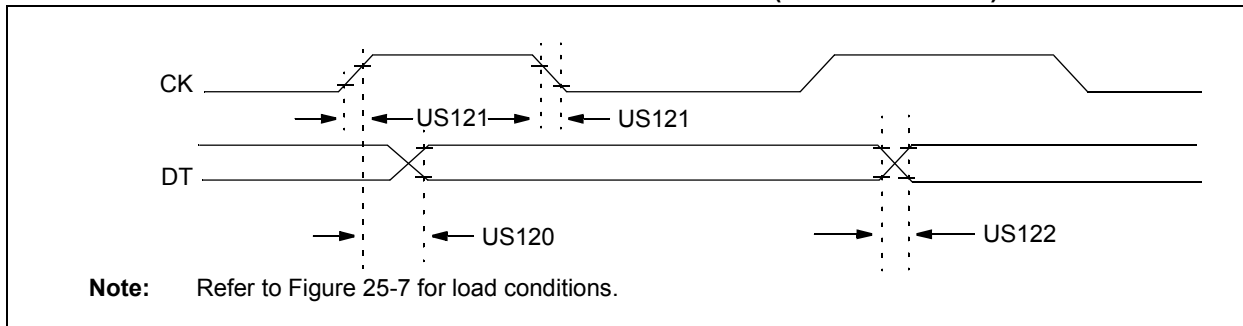 CK
US121
US121
DT
US120
US122
Note: Refer to Figure 25-7 for load conditions.